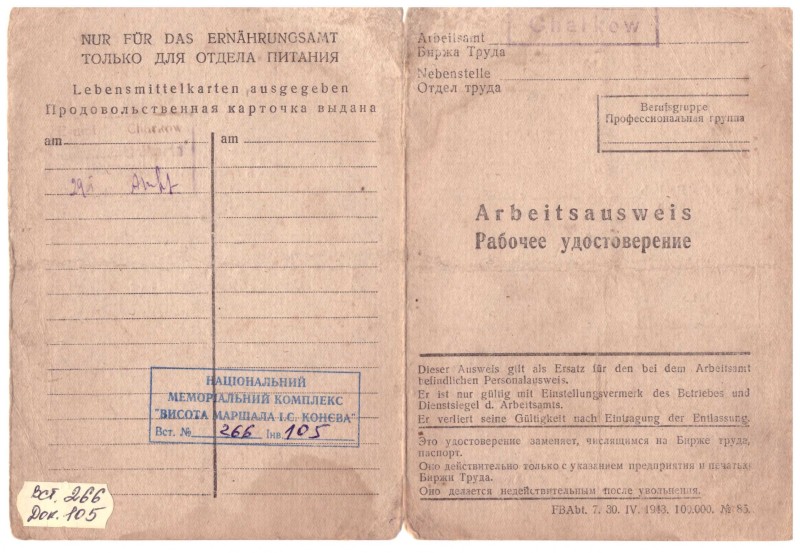 NUR FÜR DAS ERNÄHRUNGSAMT
ТОЛЬКО ДЛЯ ОТДЕЛА ПИТАНИЯ
Lebensmittelkarten ausgegeben
Продовольственная карточка выдана
am
am
Charkow
НАЦІОНАЛЬНИЙ
МЕМОРІАЛЬНИЙ КОМПЛЕКС
"ВИСОТА МАРШАЛА І.С. КОНЄВА"
Вст. № 266 Інв. 105
Вст. 266
Док. 105
Charkow
Arbeitsamt
Биржа Труда
Nebenstelle
Отдел труда
Berufsgruppe
Профессиональная группа
Arbeitsausweis
Рабочее удостоверение
Dieser Ausweis gilt als Ersatz für den bei dem Arbeitsamt
befindlichen Personalausweis.
Er ist nur gültig mit Einstellungsvermerk des Betriebes und
Dienstsiegel d. Arbeitsamts.
Er verliert seine Gültigkeit nach Eintragung der Entlassung.
Это удостоверение заменяет, числящимся на Бирже труда,
паспорт.
Оно действительно только с указанием предприятия и печатью
Биржи Труда.
Оно делается недействительным после увольнения.
FBAbt. 7. 30. IV. 1943. 100.000. № 85.